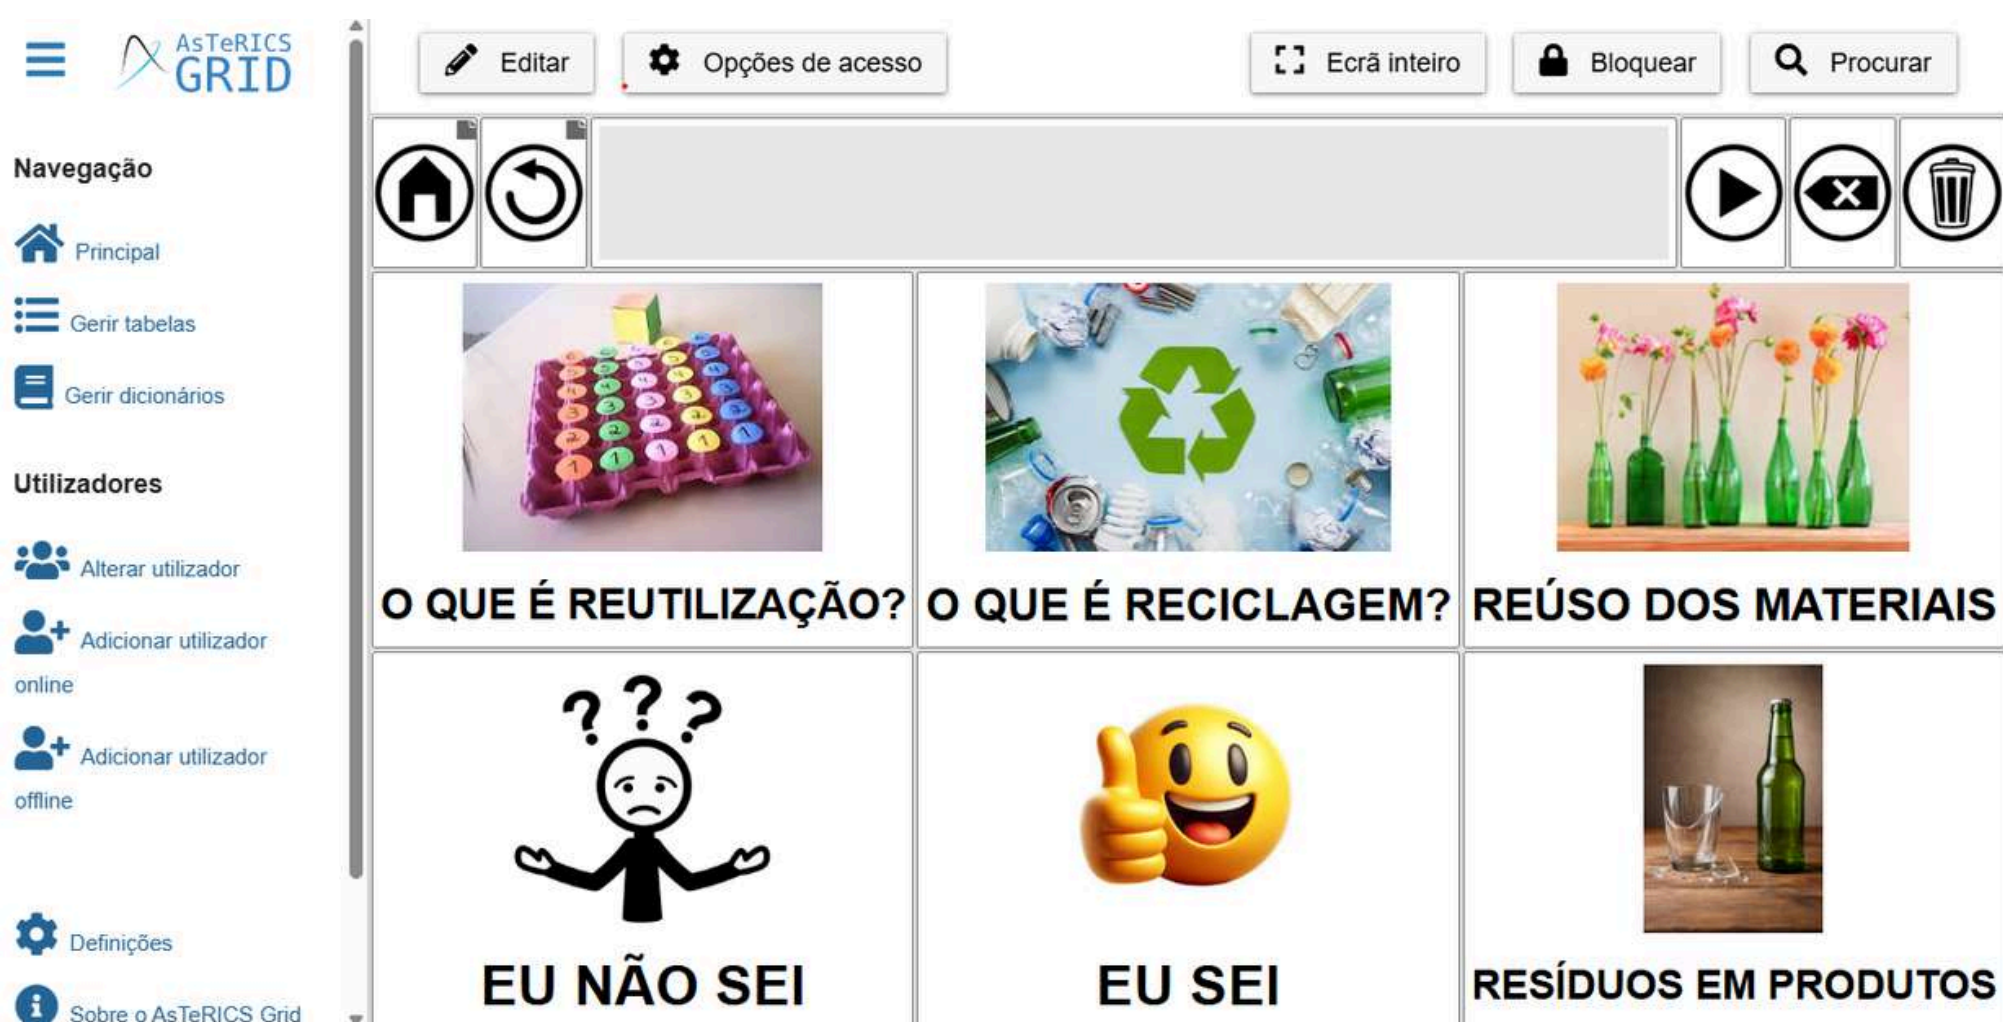 AsTeRICS
GRID
Editar
Opções de acesso
Ecrã inteiro
Bloquear
Procurar
Navegação
Principal
Gerir tabelas
Gerir dicionários
Utilizadores
Alterar utilizador
Adicionar utilizador
online
Adicionar utilizador
offline
Definições
Sobre o AsTeRICS Grid
O QUE É REUTILIZAÇÃO?
O QUE É RECICLAGEM?
REÚSO DOS MATERIAIS
? ? ?
EU NÃO SEI
EU SEI
RESÍDUOS EM PRODUTOS